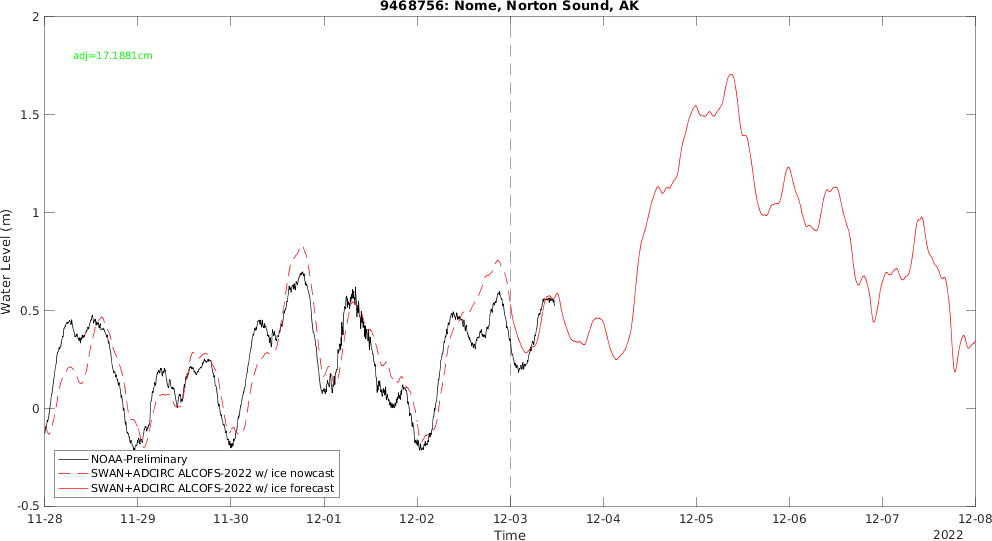 9468756: Nome, Norton Sound, AK
adj=17.1881cm
Water Level (m)
2
1.5
1
0.5
0
-0.5
NOAA-Preliminary
SWAN+ADCIRC ALCOFS-2022 w/ ice nowcast
SWAN+ADCIRC ALCOFS-2022 w/ ice forecast
11-28 11-29 11-30 12-01 12-02 12-03 12-04 12-05 12-06 12-07 12-08
Time
2022